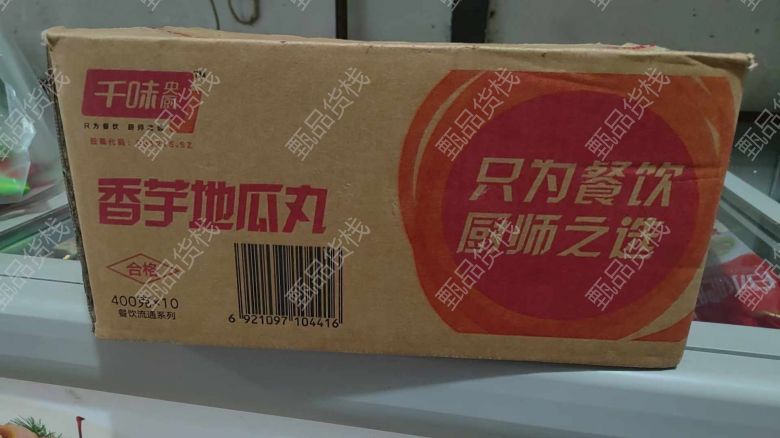 千味央厨
只为餐饮 厨师之选
香芋地瓜丸
合格
400克×10
餐饮流通系列
6 921097 104416
只为餐饮
厨师之选
甄品货栈